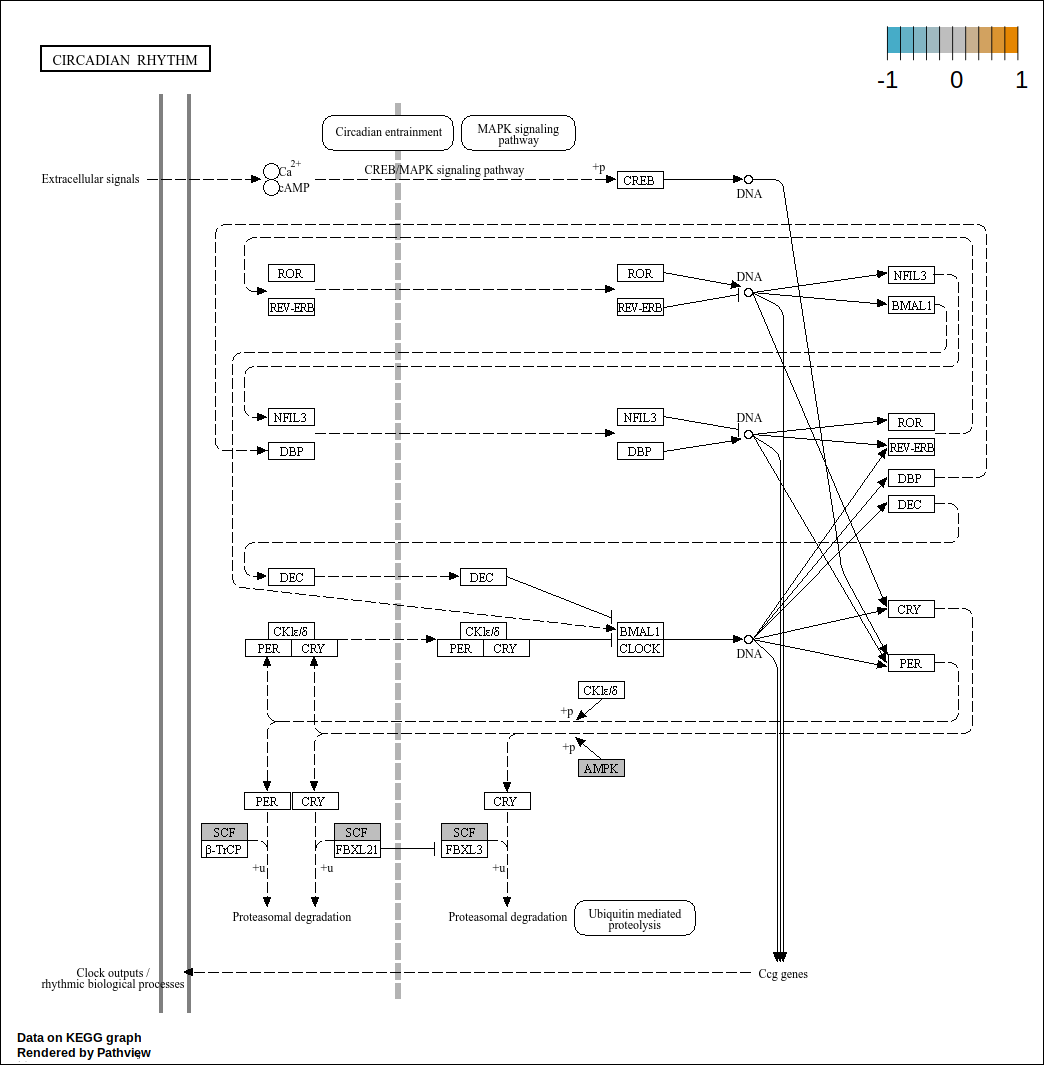 CIRCADIAN RHYTHM
-1 0 1
Circadian entrainment
MAPK signaling
pathway
Extracellular signals
Ca2+
cAMP
CREB/MAPK signaling pathway
+p
CREB
DNA
ROR
REV-ERB
ROR
REV-ERB
DNA
NFIL3
BMAL1
NFIL3
DBP
NFIL3
DBP
DNA
ROR
REV-ERB
DBP
DEC
DEC
DEC
CKIε/δ
PER CRY
CKIε/δ
PER CRY
BMAL1
CLOCK
DNA
CRY
PER
CKIε/δ
+p
+p
AMPK
PER CRY
CRY
SCF
β-TrCP
SCF
FBXL21
SCF
FBXL3
+u
+u
+u
Proteasomal degradation
Proteasomal degradation
Ubiquitin mediated
proteolysis
Clock outputs /
rhythmic biological processes
Ccg genes
Data on KEGG graph
Rendered by Pathview